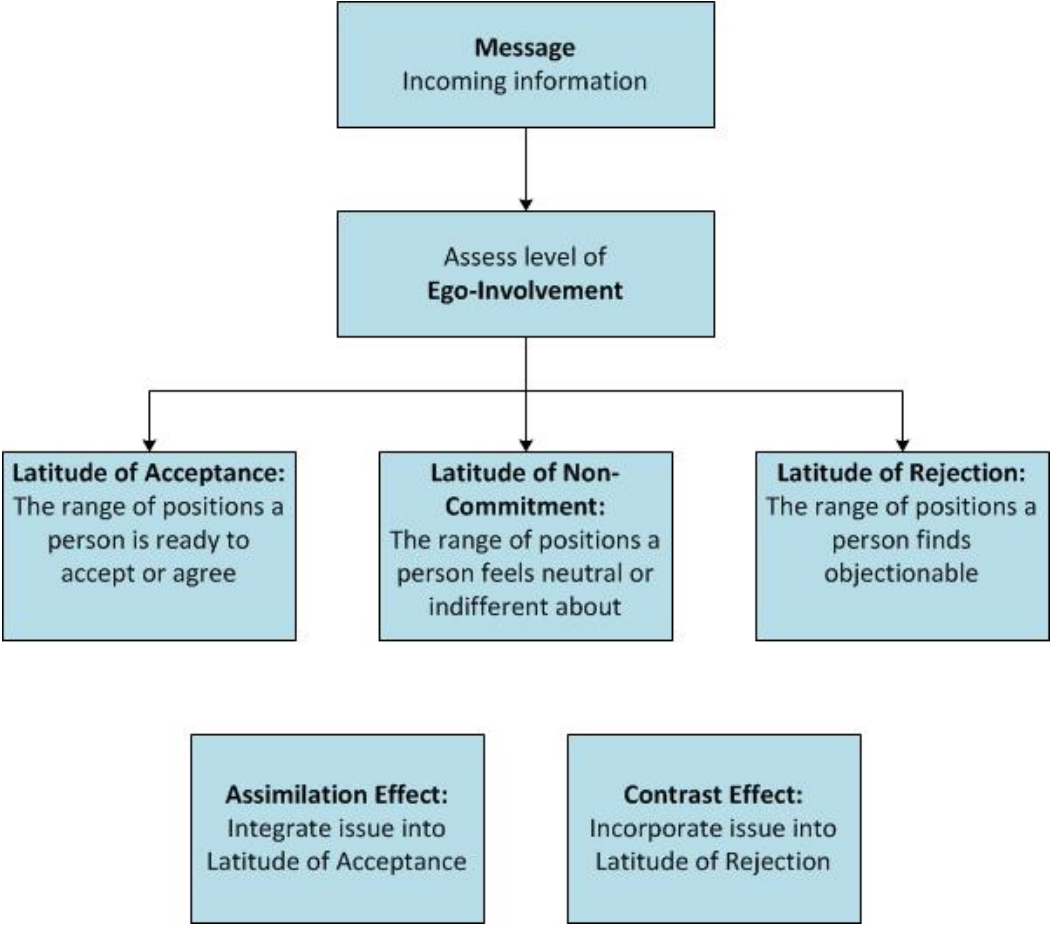 Message
Incoming information
Assess level of
Ego-Involvement
Latitude of Acceptance:
The range of positions a
person is ready to
accept or agree
Latitude of Non-
Commitment:
The range of positions a
person feels neutral or
indifferent about
Latitude of Rejection:
The range of positions a
person finds
objectionable
Assimilation Effect:
Integrate issue into
Latitude of Acceptance
Contrast Effect:
Incorporate issue into
Latitude of Rejection